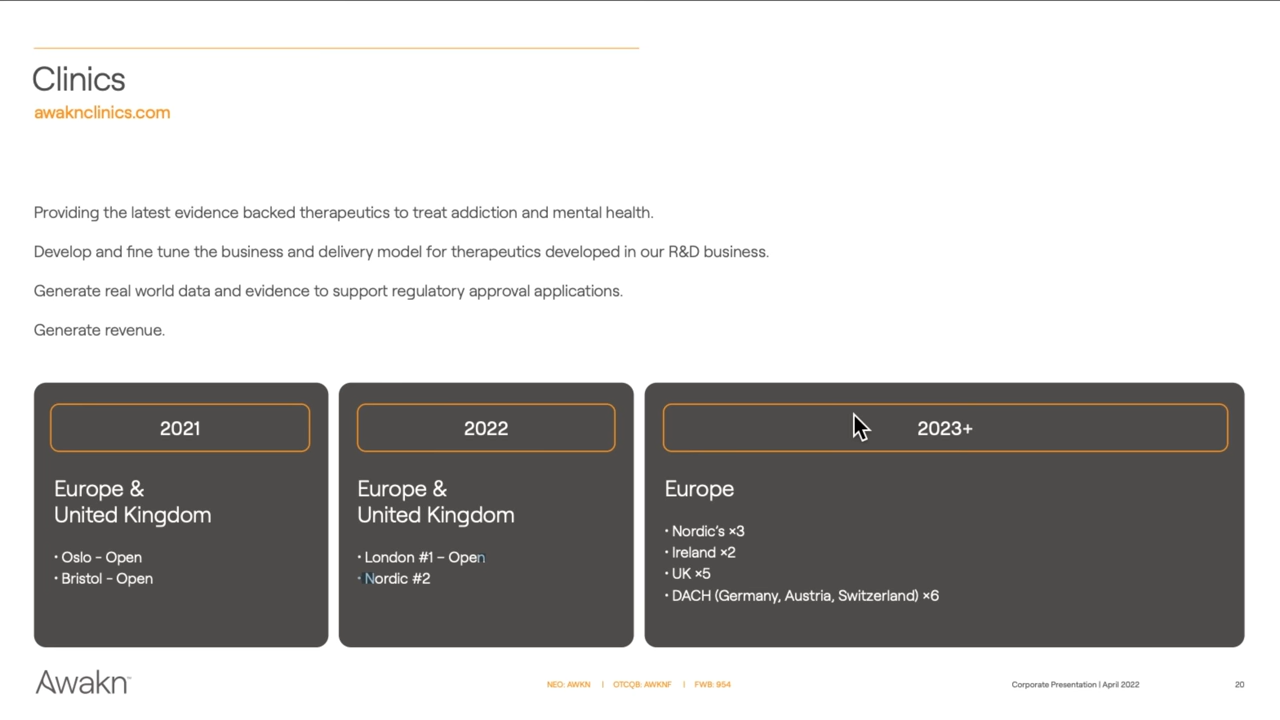 Clinics
awaknclinics.com
Providing the latest evidence backed therapeutics to treat addiction and mental health.
Develop and fine tune the business and delivery model for therapeutics developed in our R&D business.
Generate real world data and evidence to support regulatory approval applications.
Generate revenue.
2021
Europe &
United Kingdom
• Oslo - Open
• Bristol - Open
2022
Europe &
United Kingdom
• London #1 – Open
• Nordic #2
2023+
Europe
• Nordic's ×3
• Ireland ×2
• UK ×5
• DACH (Germany, Austria, Switzerland) ×6
Awakn™
NEO: AWKN | OTCQB: AWKNF | FWB: 954
Corporate Presentation | April 2022
20